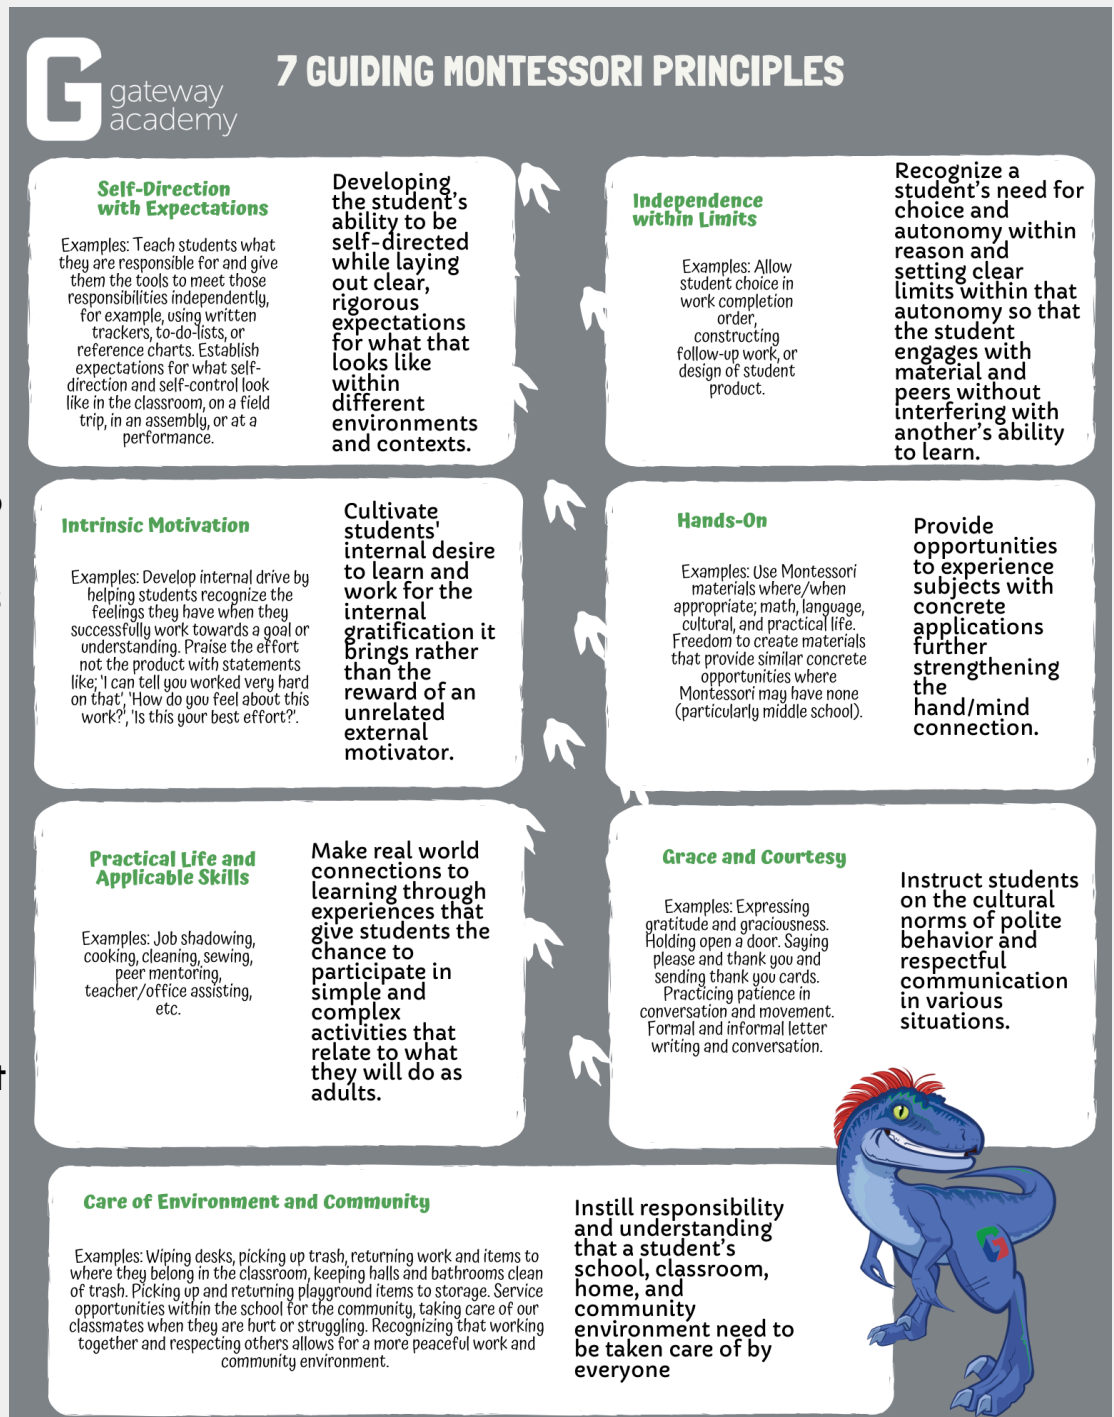 7 GUIDING MONTESSORI PRINCIPLES
G
gateway
academy
Self-Direction
with Expectations
Examples: Teach students what
they are responsible for and give
them the tools to meet those
responsibilities independently,
for example, using written
trackers, to-do-lists, or
reference charts. Establish
expectations for what self-
direction and self-control look
like in the classroom, on a field
trip, in an assembly, or at a
performance.
Developing
the student's
ability to be
self-directed
while laying
out clear,
rigorous
expectations
for what that
looks like
within
different
environments
and contexts.
Independence
within Limits
Examples: Allow
student choice in
work completion
order,
constructing
follow-up work, or
design of student
product.
Recognize a
student's need for
choice and
autonomy within
reason and
setting clear
limits within that
autonomy so that
the student
engages with
material and
peers without
interfering with
another's ability
to learn.
Intrinsic Motivation
Examples: Develop internal drive by
helping students recognize the
feelings they have when they
successfully work towards a goal or
understanding. Praise the effort
not the product with statements
like; 'I can tell you worked very hard
on that', 'How do you feel about this
work?', 'Is this your best effort?'.
Cultivate
students'
internal desire
to learn and
work for the
internal
gratification it
brings rather
than the
reward of an
unrelated
external
motivator.
Hands-On
Examples: Use Montessori
materials where/when
appropriate; math, language,
cultural, and practical life.
Freedom to create materials
that provide similar concrete
opportunities where
Montessori may have none
(particularly middle school).
Provide
opportunities
to experience
subjects with
concrete
applications
further
strengthening
the
hand/mind
connection.
Practical Life and
Applicable Skills
Examples: Job shadowing,
cooking, cleaning, sewing,
peer mentoring,
teacher/office assisting,
etc.
Make real world
connections to
learning through
experiences that
give students the
chance to
participate in
simple and
complex
activities that
relate to what
they will do as
adults.
Grace and Courtesy
Examples: Expressing
gratitude and graciousness.
Holding open a door. Saying
please and thank you and
sending thank you cards.
Practicing patience in
conversation and movement.
Formal and informal letter
writing and conversation.
Instruct students
on the cultural
norms of polite
behavior and
respectful
communication
in various
situations.
Care of Environment and Community
Examples: Wiping desks, picking up trash, returning work and items to
where they belong in the classroom, keeping halls and bathrooms clean
of trash. Picking up and returning playground items to storage. Service
opportunities within the school for the community, taking care of our
classmates when they are hurt or struggling. Recognizing that working
together and respecting others allows for a more peaceful work and
community environment.
Instill responsibility
and understanding
that a student's
school, classroom,
home, and
community
environment need to
be taken care of by
everyone
G